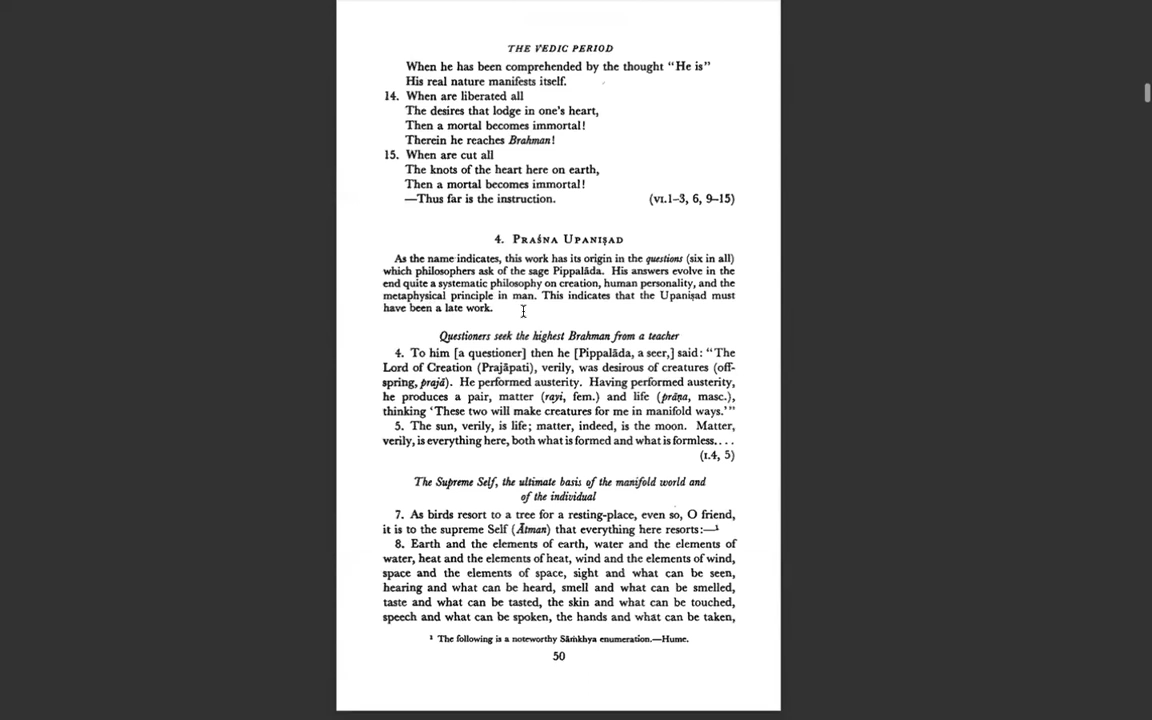 THE VEDIC PERIOD
When he has been comprehended by the thought "He is"
His real nature manifests itself.
14. When are liberated all
The desires that lodge in one's heart,
Then a mortal becomes immortal!
Therein he reaches Brahman!
15. When are cut all
The knots of the heart here on earth,
Then a mortal becomes immortal!
—Thus far is the instruction. (VI.1–3, 6, 9–15)
4. PRAŚNA UPANIṢAD
As the name indicates, this work has its origin in the questions (six in all)
which philosophers ask of the sage Pippalāda. His answers evolve in the
end quite a systematic philosophy on creation, human personality, and the
metaphysical principle in man. This indicates that the Upaniṣad must
have been a late work.
Questioners seek the highest Brahman from a teacher
4. To him [a questioner] then he [Pippalāda, a seer,] said: "The
Lord of Creation (Prajāpati), verily, was desirous of creatures (off-
spring, prajā). He performed austerity. Having performed austerity,
he produces a pair, matter (rayi, fem.) and life (prāṇa, masc.),
thinking 'These two will make creatures for me in manifold ways.'"
5. The sun, verily, is life; matter, indeed, is the moon. Matter,
verily, is everything here, both what is formed and what is formless....
(I.4, 5)
The Supreme Self, the ultimate basis of the manifold world and
of the individual
7. As birds resort to a tree for a resting-place, even so, O friend,
it is to the supreme Self (Ātman) that everything here resorts:—¹
8. Earth and the elements of earth, water and the elements of
water, heat and the elements of heat, wind and the elements of wind,
space and the elements of space, sight and what can be seen,
hearing and what can be heard, smell and what can be smelled,
taste and what can be tasted, the skin and what can be touched,
speech and what can be spoken, the hands and what can be taken,
¹ The following is a noteworthy Sāṁkhya enumeration.—Hume.
50